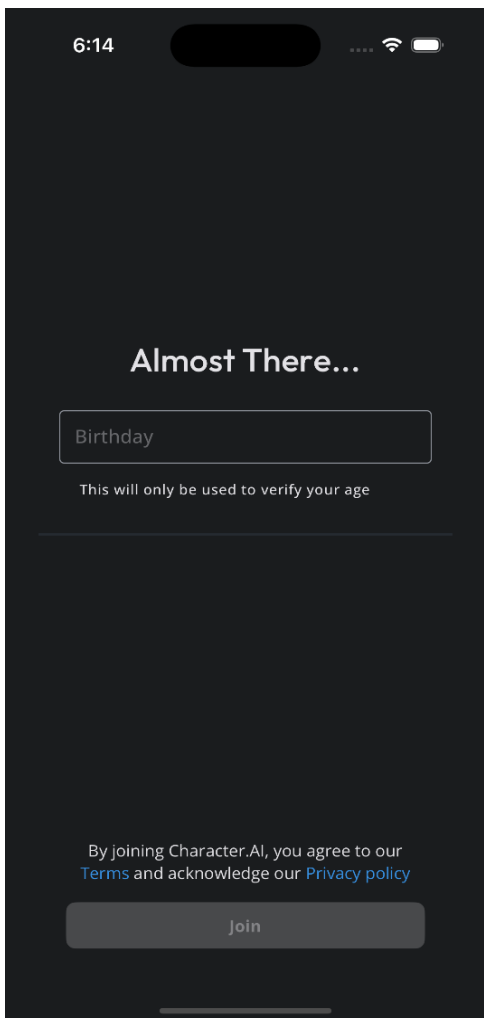 6:14
Almost There...
Birthday
This will only be used to verify your age
By joining Character.AI, you agree to our
Terms and acknowledge our Privacy policy
Join